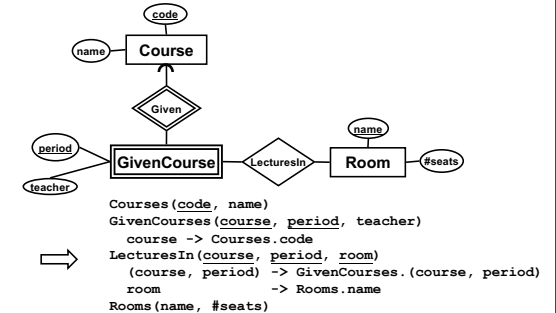 code
name
Course
Given
period
teacher
GivenCourse
LecturesIn
name
Room
#seats
Courses(code, name)
GivenCourses(course, period, teacher)
course -> Courses.code
LecturesIn(course, period, room)
(course, period) -> GivenCourses.(course, period)
room -> Rooms.name
Rooms(name, #seats)